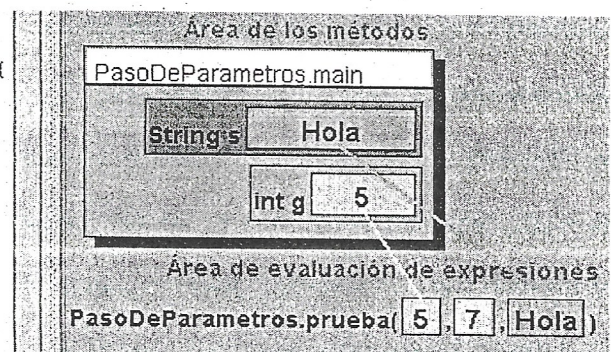 Área de los métodos
PasoDeParametros.main
String s Hola
int g 5
Área de evaluación de expresiones
PasoDeParametros.prueba( 5 , 7 , Hola )